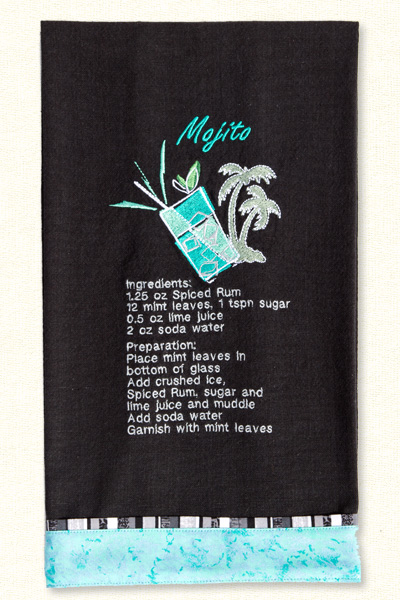 Mojito
Ingredients:
1.25 oz Spiced Rum
12 mint leaves, 1 tspn sugar
0.5 oz lime juice
2 oz soda water
Preparation:
Place mint leaves in
bottom of glass
Add crushed ice,
Spiced Rum, sugar and
lime juice and muddle
Add soda water
Garnish with mint leaves